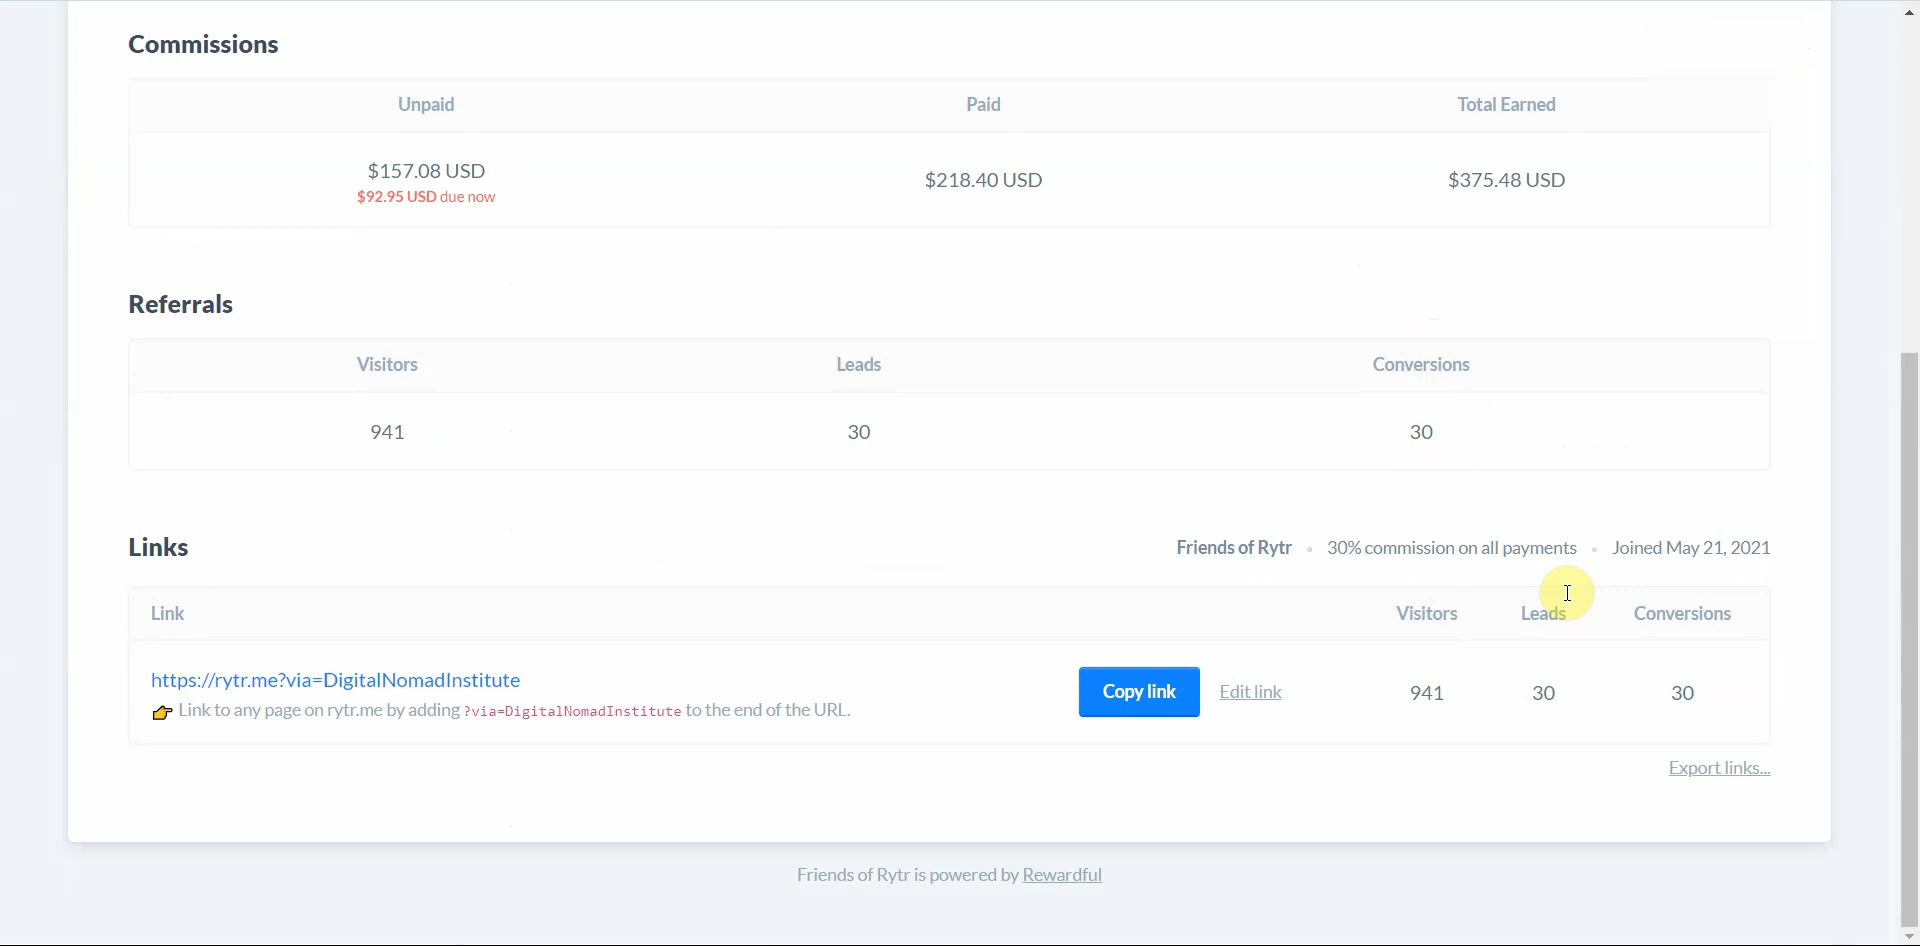 Commissions
Unpaid Paid Total Earned
$157.08 USD $218.40 USD $375.48 USD
$92.95 USD due now
Referrals
Visitors Leads Conversions
941 30 30
Links Friends of Rytr • 30% commission on all payments • Joined May 21, 2021
Link Visitors Leads Conversions
https://rytr.me?via=DigitalNomadInstitute Copy link Edit link 941 30 30
👉 Link to any page on rytr.me by adding ?via=DigitalNomadInstitute to the end of the URL.
Export links...
Friends of Rytr is powered by Rewardful